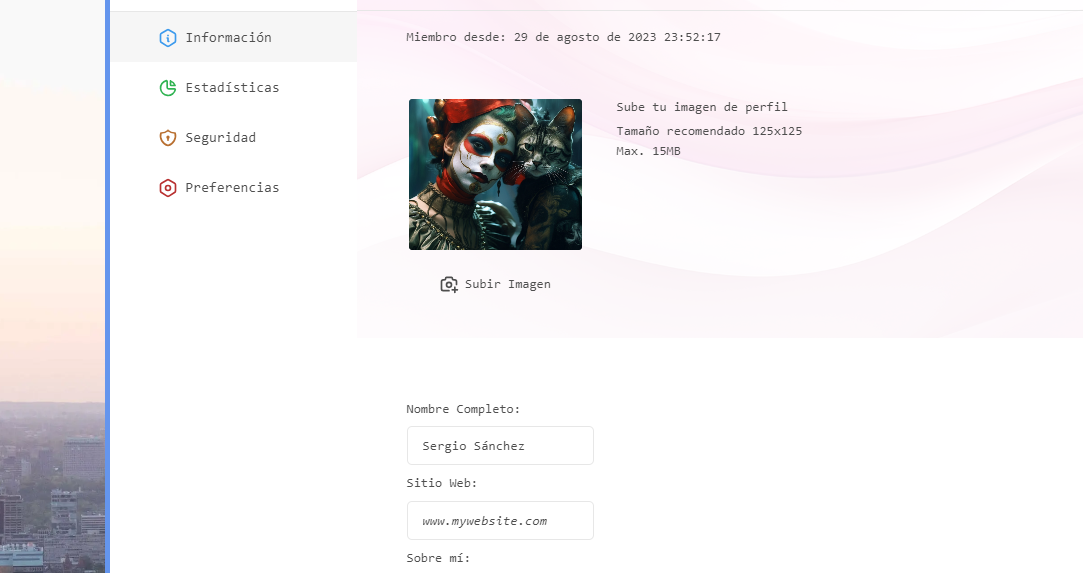 Información
Estadísticas
Seguridad
Preferencias
Miembro desde: 29 de agosto de 2023 23:52:17
Sube tu imagen de perfil
Tamaño recomendado 125x125
Max. 15MB
Subir Imagen
Nombre Completo:
Sergio Sánchez
Sitio Web:
www.mywebsite.com
Sobre mí: